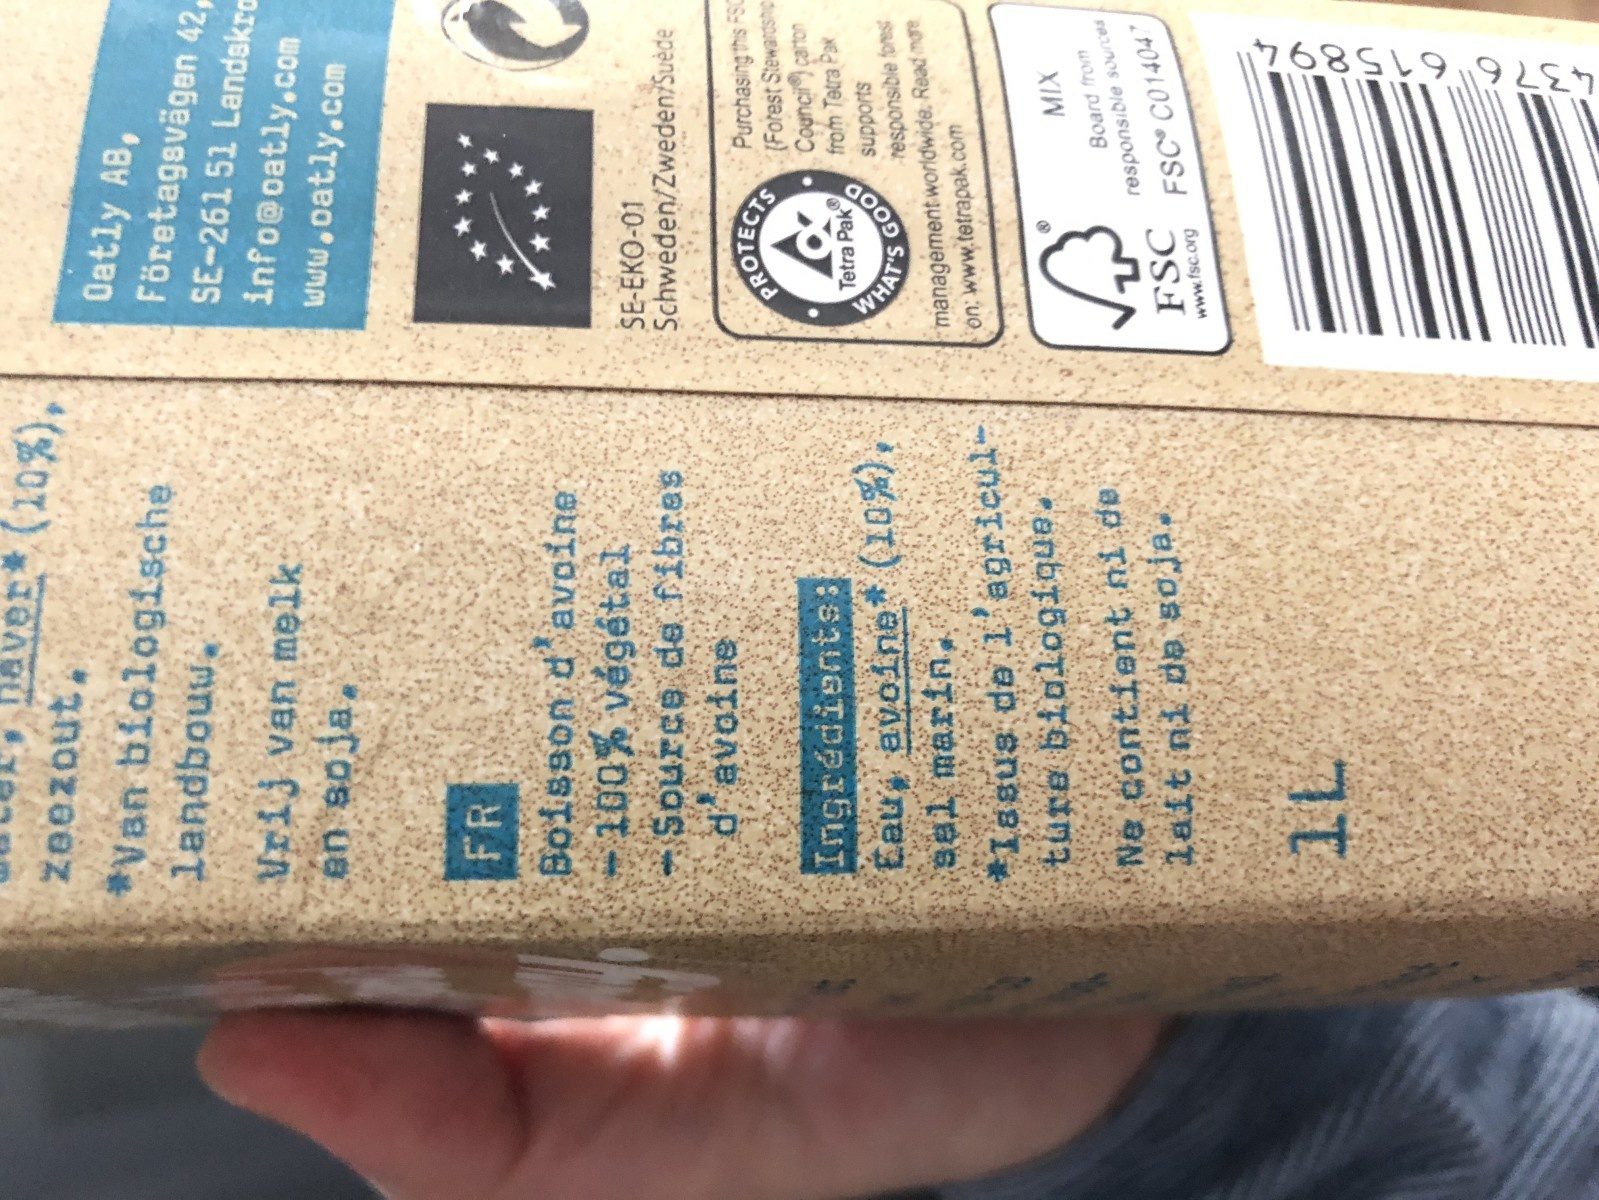 haver* (10%),
zeezout.
*Van biologische
landbouw.
Vrij van melk
en soja.
FR
Boisson d'avoine
- 100% végétal
- Source de fibres
d'avoine
Ingrédients:
Eau, avoine* (10%),
sel marin.
*Issus de l'agricul-
ture biologique.
Ne contient ni de
lait ni de soja.
1L
Oatly AB,
Företagsvägen 42,
SE-261 51
info@oatly.com
www.oatly.com
SE-EKO-01
Schweden/Zweden/Suède
PROTECTS
Tetra Pak®
WHAT'S GOOD
Purchasing this FSC
(Forest Stewardship
Council®) carton
from Tetra Pak
supports
responsible forest
management worldwide. Read more
on: www.tetrapak.com
®
FSC
www.fsc.org
MIX
Board from
responsible sources
FSC® C014047
4376 615894